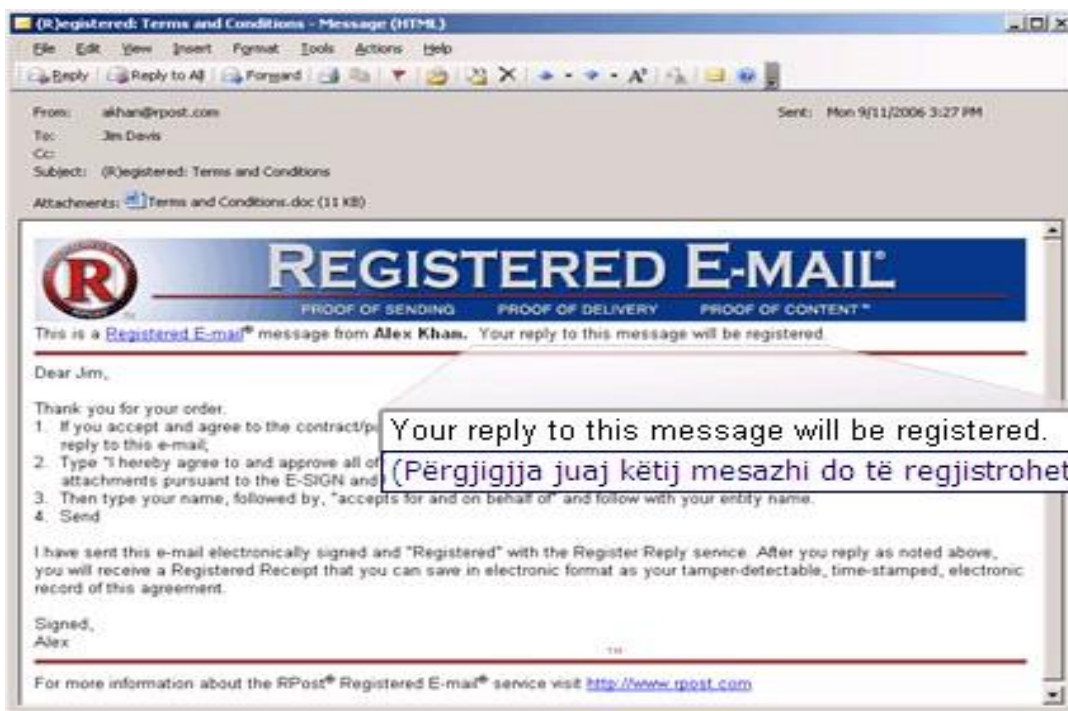 (R)egistered: Terms and Conditions - Message (HTML)
File Edit View Insert Format Tools Actions Help
Reply Reply to All Forward
From: akhan@rpost.com Sent: Mon 9/11/2006 3:27 PM
To: Jim Davis
Cc:
Subject: (R)egistered: Terms and Conditions
Attachments: Terms and Conditions.doc (11 KB)
R REGISTERED E-MAIL®
PROOF OF SENDING PROOF OF DELIVERY PROOF OF CONTENT™
This is a Registered E-mail® message from Alex Khan. Your reply to this message will be registered.
Dear Jim,
Thank you for your order.
1. If you accept and agree to the contract/pu
reply to this e-mail;
2. Type "I hereby agree to and approve all of
attachments pursuant to the E-SIGN and
Your reply to this message will be registered.
(Përgjigjja juaj këtij mesazhi do të regjistrohet
3. Then type your name, followed by, "accepts for and on behalf of" and follow with your entity name.
4. Send
I have sent this e-mail electronically signed and "Registered" with the Register Reply service. After you reply as noted above,
you will receive a Registered Receipt that you can save in electronic format as your tamper-detectable, time-stamped, electronic
record of this agreement.
Signed,
Alex
For more information about the RPost® Registered E-mail® service visit http://www.rpost.com